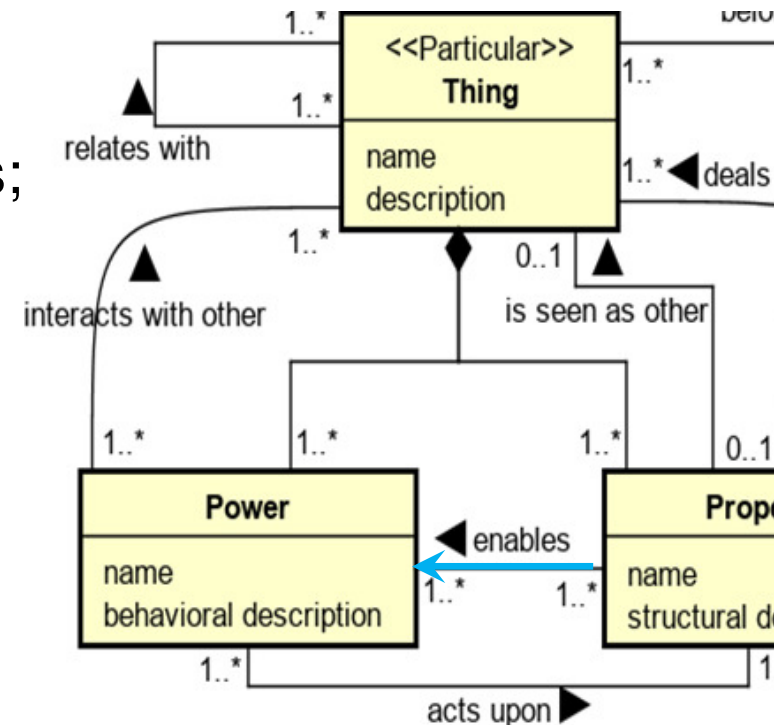 1..*
<<Particular>>
Thing
1..*
1..*
relates with
s;
name
description
1..*
deals
1..*
0..1
interacts with other
is seen as other
1..*
1..*
1..*
0..1
Power
name
behavioral description
enables
1..*
1..*
name
1..*
acts upon